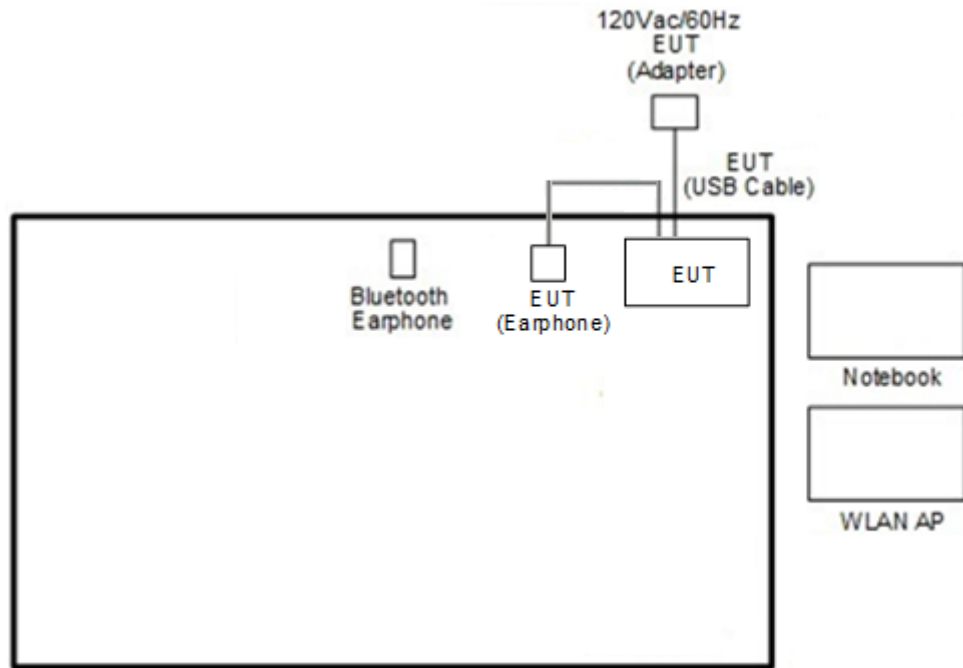 120Vac/60Hz
EUT
(Adapter)
EUT
(USB Cable)
Bluetooth
Earphone
EUT
(Earphone)
EUT
Notebook
WLAN AP